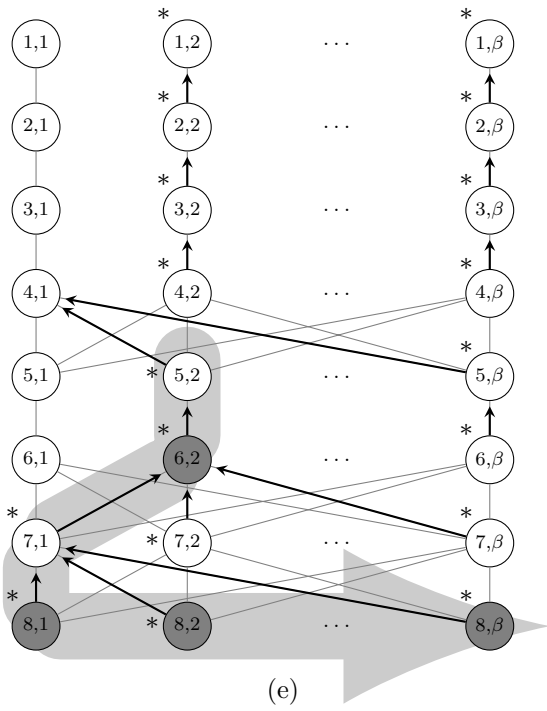 * *
1,1 1,2 ... 1,β
* *
2,1 2,2 ... 2,β
* *
3,1 3,2 ... 3,β
* *
4,1 4,2 ... 4,β
*
5,1 * 5,2 ... 5,β
* *
6,1 6,2 ... 6,β
* *
7,1 * 7,2 ... 7,β
* *
8,1 * 8,2 ... 8,β
(e)